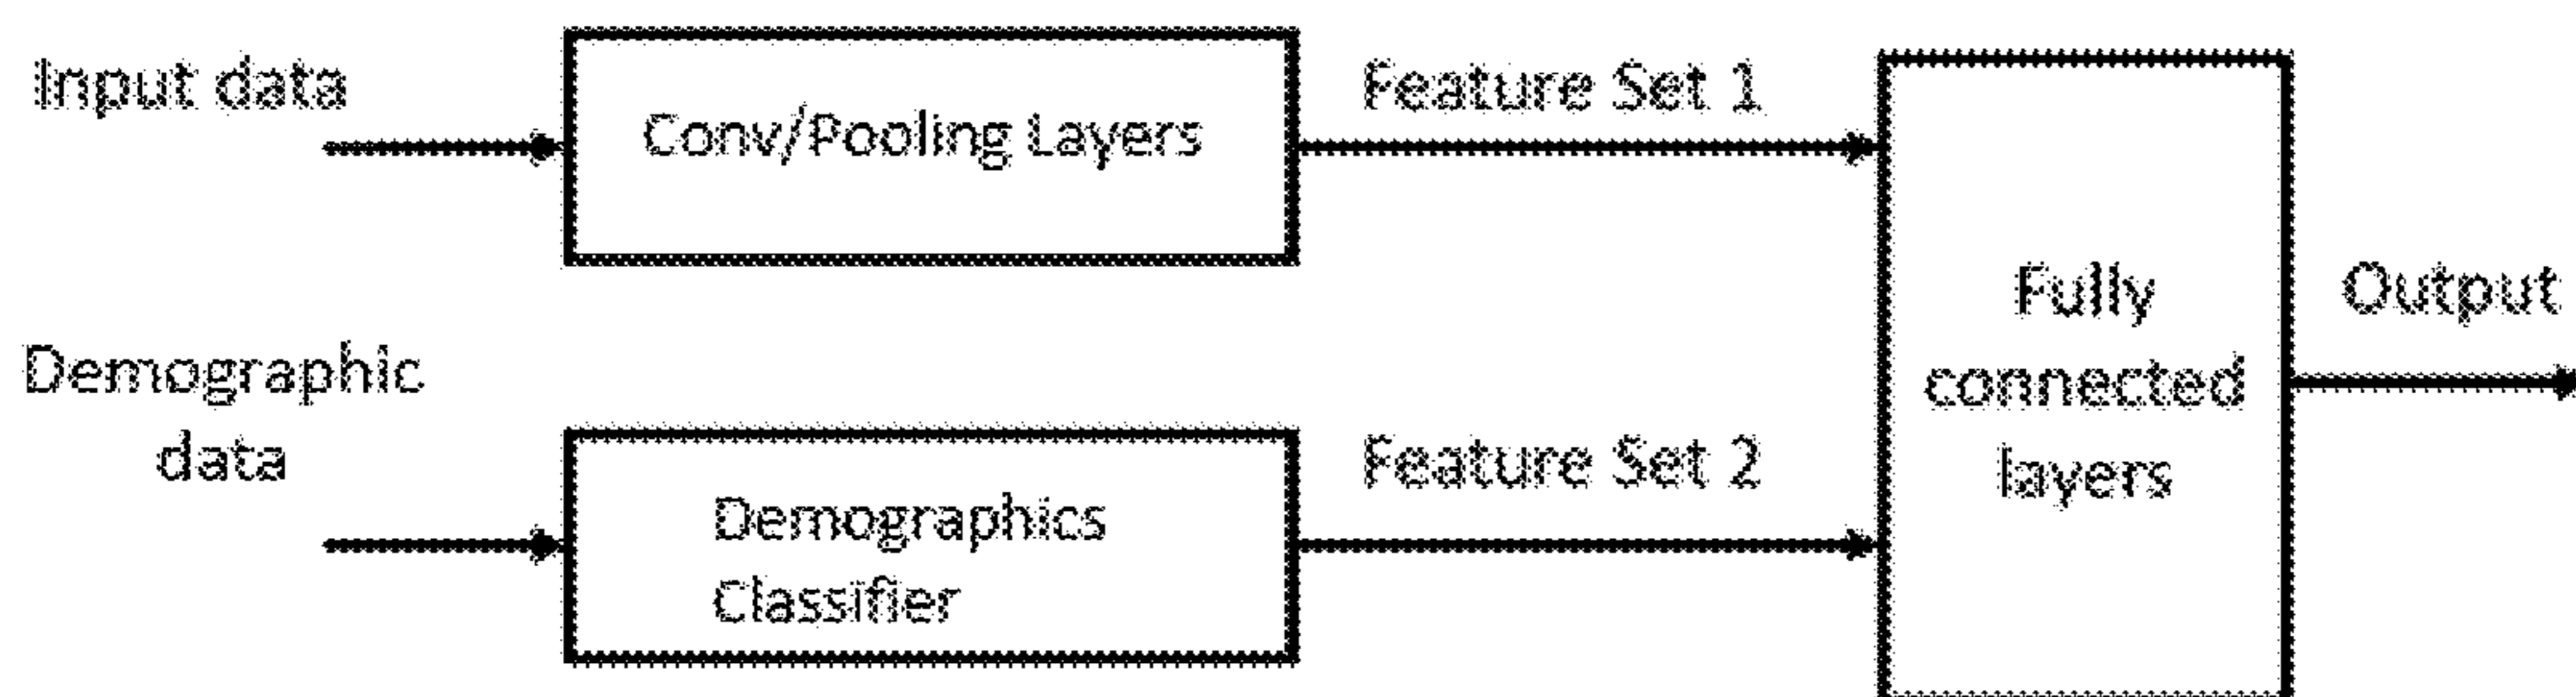 Input data
Conv/Pooling Layers
Feature Set 1
Demographic
data
Demographics
Classifier
Feature Set 2
Fully
connected
layers
Output